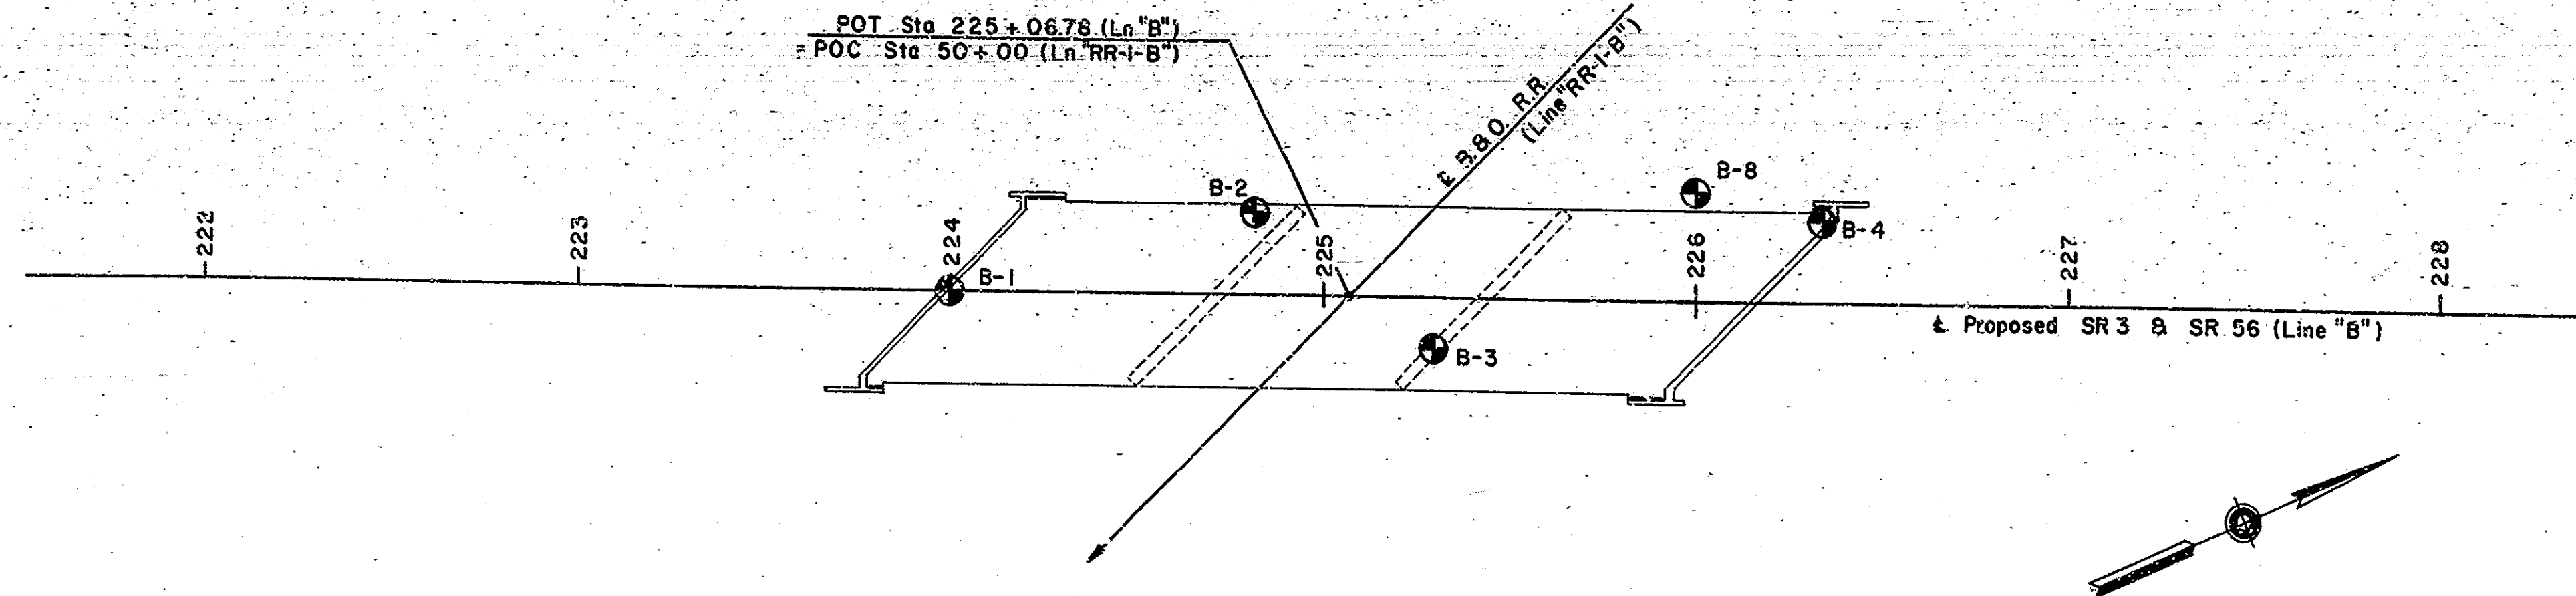 POT Sta 225+06.78 (Ln "B")
= POC Sta 50+00 (Ln "RR-1-B")
℄ B.&O. R.R.
(Line "RR-1-B")
B-2
B-8
B-4
222
223
224
225
226
227
228
B-1
B-3
℄ Proposed SR 3 & SR 56 (Line "B")